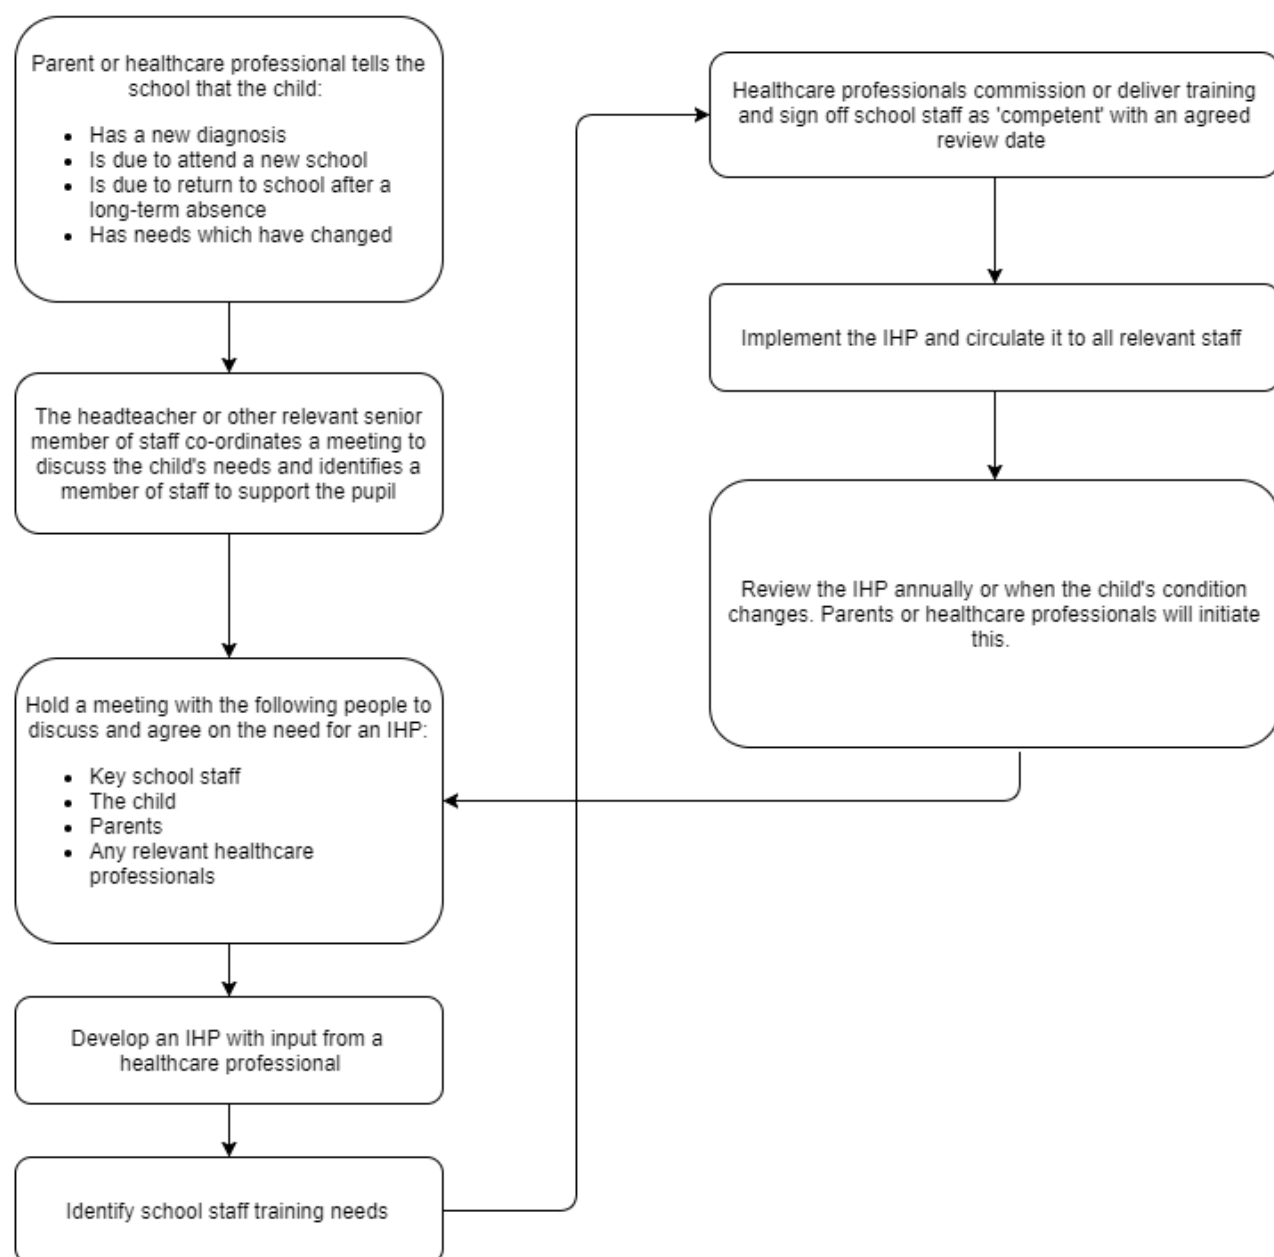 Parent or healthcare professional tells the
school that the child:
• Has a new diagnosis
• Is due to attend a new school
• Is due to return to school after a
long-term absence
• Has needs which have changed
The headteacher or other relevant senior
member of staff co-ordinates a meeting to
discuss the child's needs and identifies a
member of staff to support the pupil
Hold a meeting with the following people to
discuss and agree on the need for an IHP:
• Key school staff
• The child
• Parents
• Any relevant healthcare
professionals
Develop an IHP with input from a
healthcare professional
Identify school staff training needs
Healthcare professionals commission or deliver training
and sign off school staff as 'competent' with an agreed
review date
Implement the IHP and circulate it to all relevant staff
Review the IHP annually or when the child's condition
changes. Parents or healthcare professionals will initiate
this.